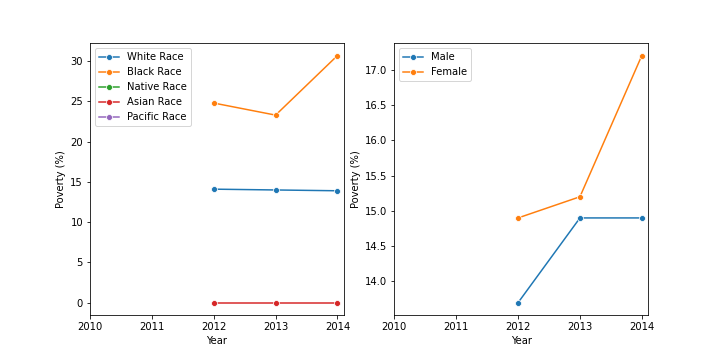 White Race
Black Race
Native Race
Asian Race
Pacific Race
30
25
20
15
10
5
0
Poverty (%)
2010 2011 2012 2013 2014
Year
Male
Female
17.0
16.5
16.0
15.5
15.0
14.5
14.0
Poverty (%)
2010 2011 2012 2013 2014
Year